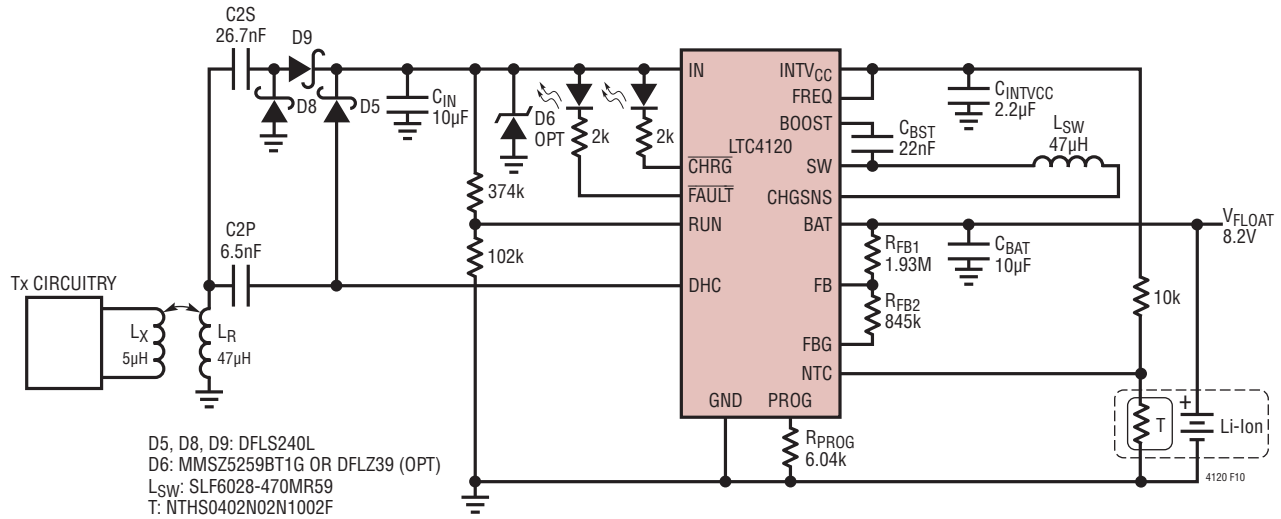 C2S
26.7nF
D9
D8
D5
CIN
10µF
D6
OPT
2k
2k
374k
102k
C2P
6.5nF
Tx CIRCUITRY
LX
5µH
LR
47µH
IN
INTVCC
FREQ
BOOST
LTC4120
SW
CHRG
FAULT
CHGSNS
RUN
BAT
DHC
FB
FBG
NTC
GND
PROG
CINTVCC
2.2µF
CBST
22nF
LSW
47µH
VFLOAT
8.2V
RFB1
1.93M
CBAT
10µF
RFB2
845k
10k
RPROG
6.04k
T
+
Li-Ion
4120 F10
D5, D8, D9: DFLS240L
D6: MMSZ5259BT1G OR DFLZ39 (OPT)
LSW: SLF6028-470MR59
T: NTHS0402N02N1002F